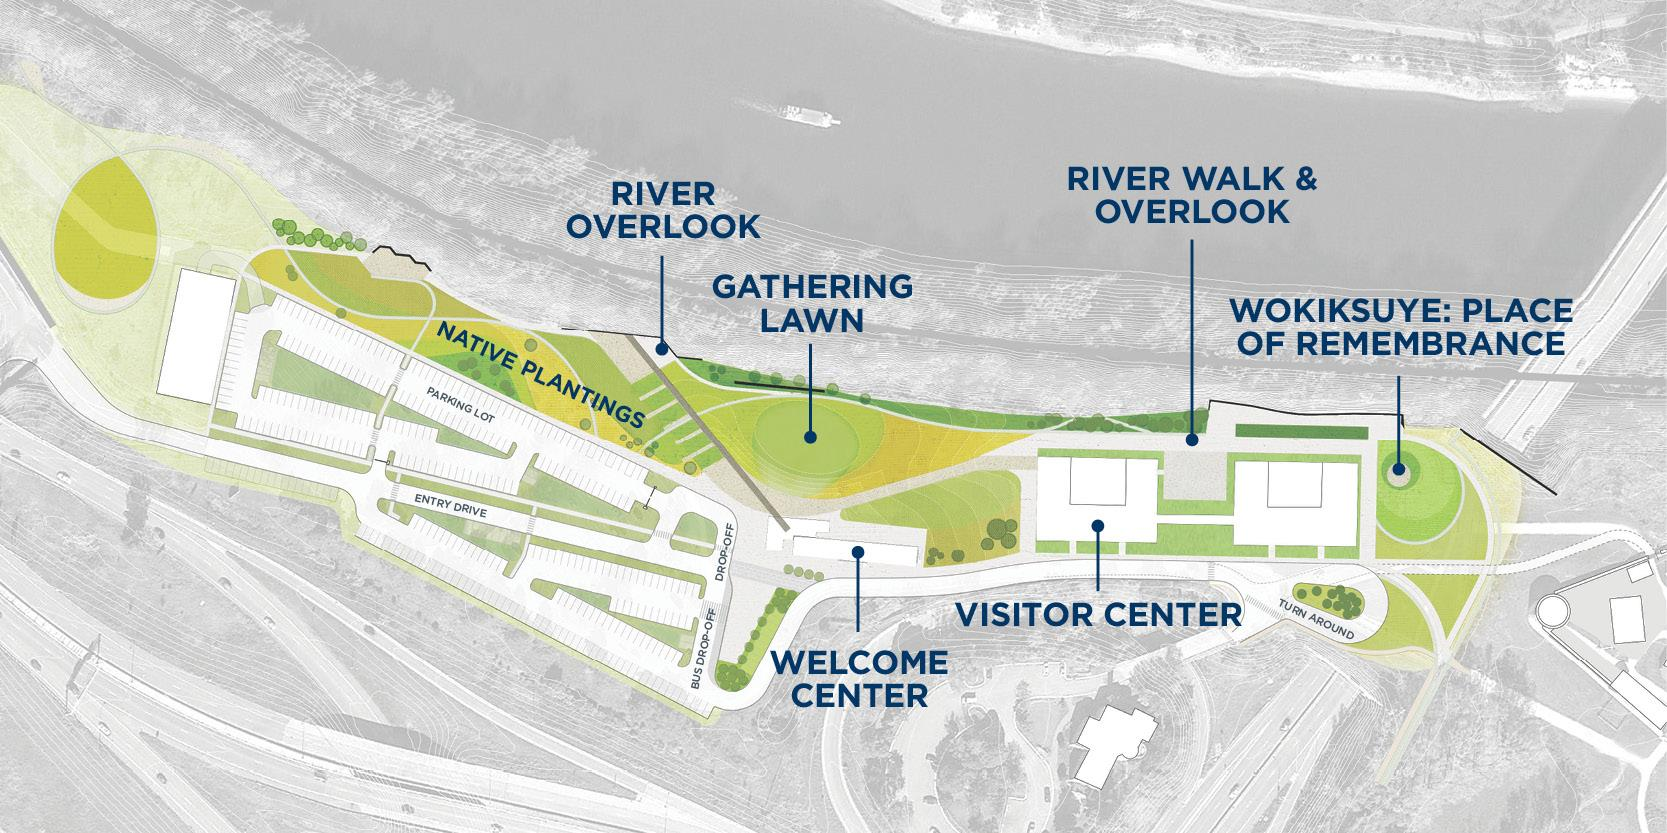 RIVER
OVERLOOK
GATHERING
LAWN
RIVER WALK &
OVERLOOK
WOKIKSUYE: PLACE
OF REMEMBRANCE
NATIVE PLANTINGS
PARKING LOT
ENTRY DRIVE
DROP-OFF
BUS DROP-OFF
WELCOME
CENTER
VISITOR CENTER
TURN AROUND